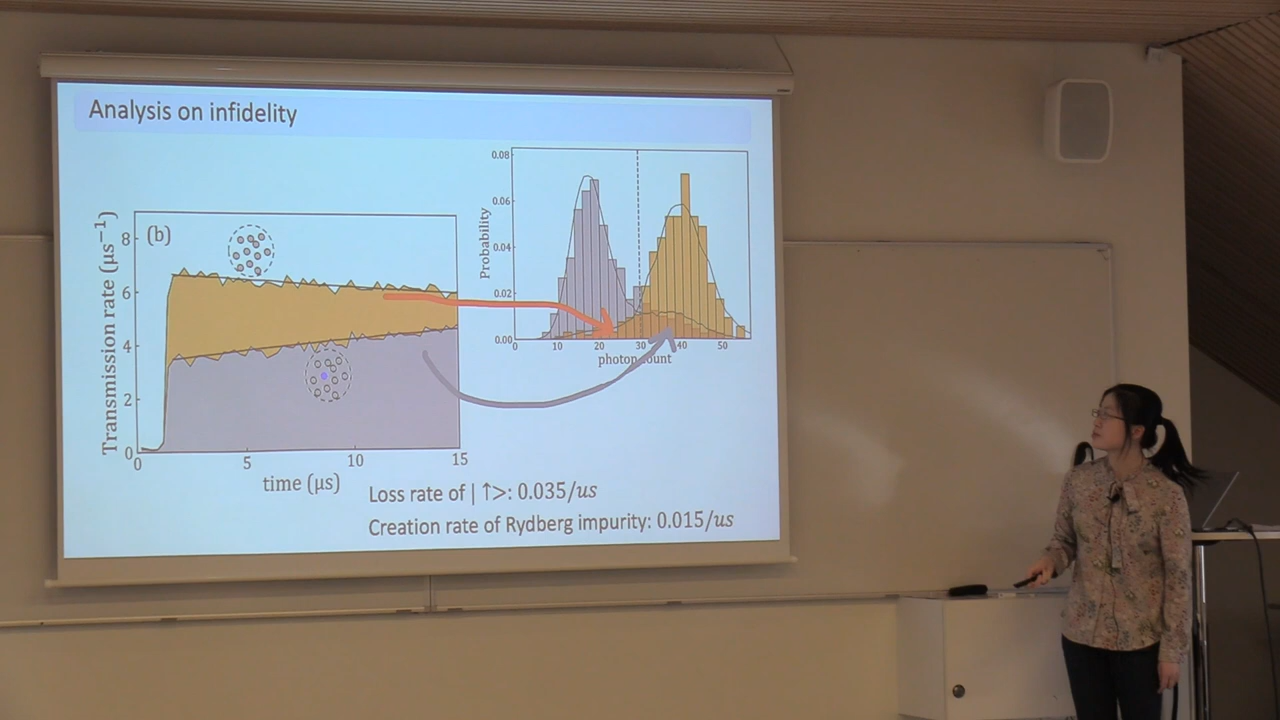 Analysis on infidelity
(b)
Transmission rate (μs⁻¹)
8
6
4
2
0
0 5 10 15
time (μs)
Probability
0.08
0.06
0.04
0.02
0.00
0 10 20 30 40 50
photon count
Loss rate of | ↑>: 0.035/us
Creation rate of Rydberg impurity: 0.015/us